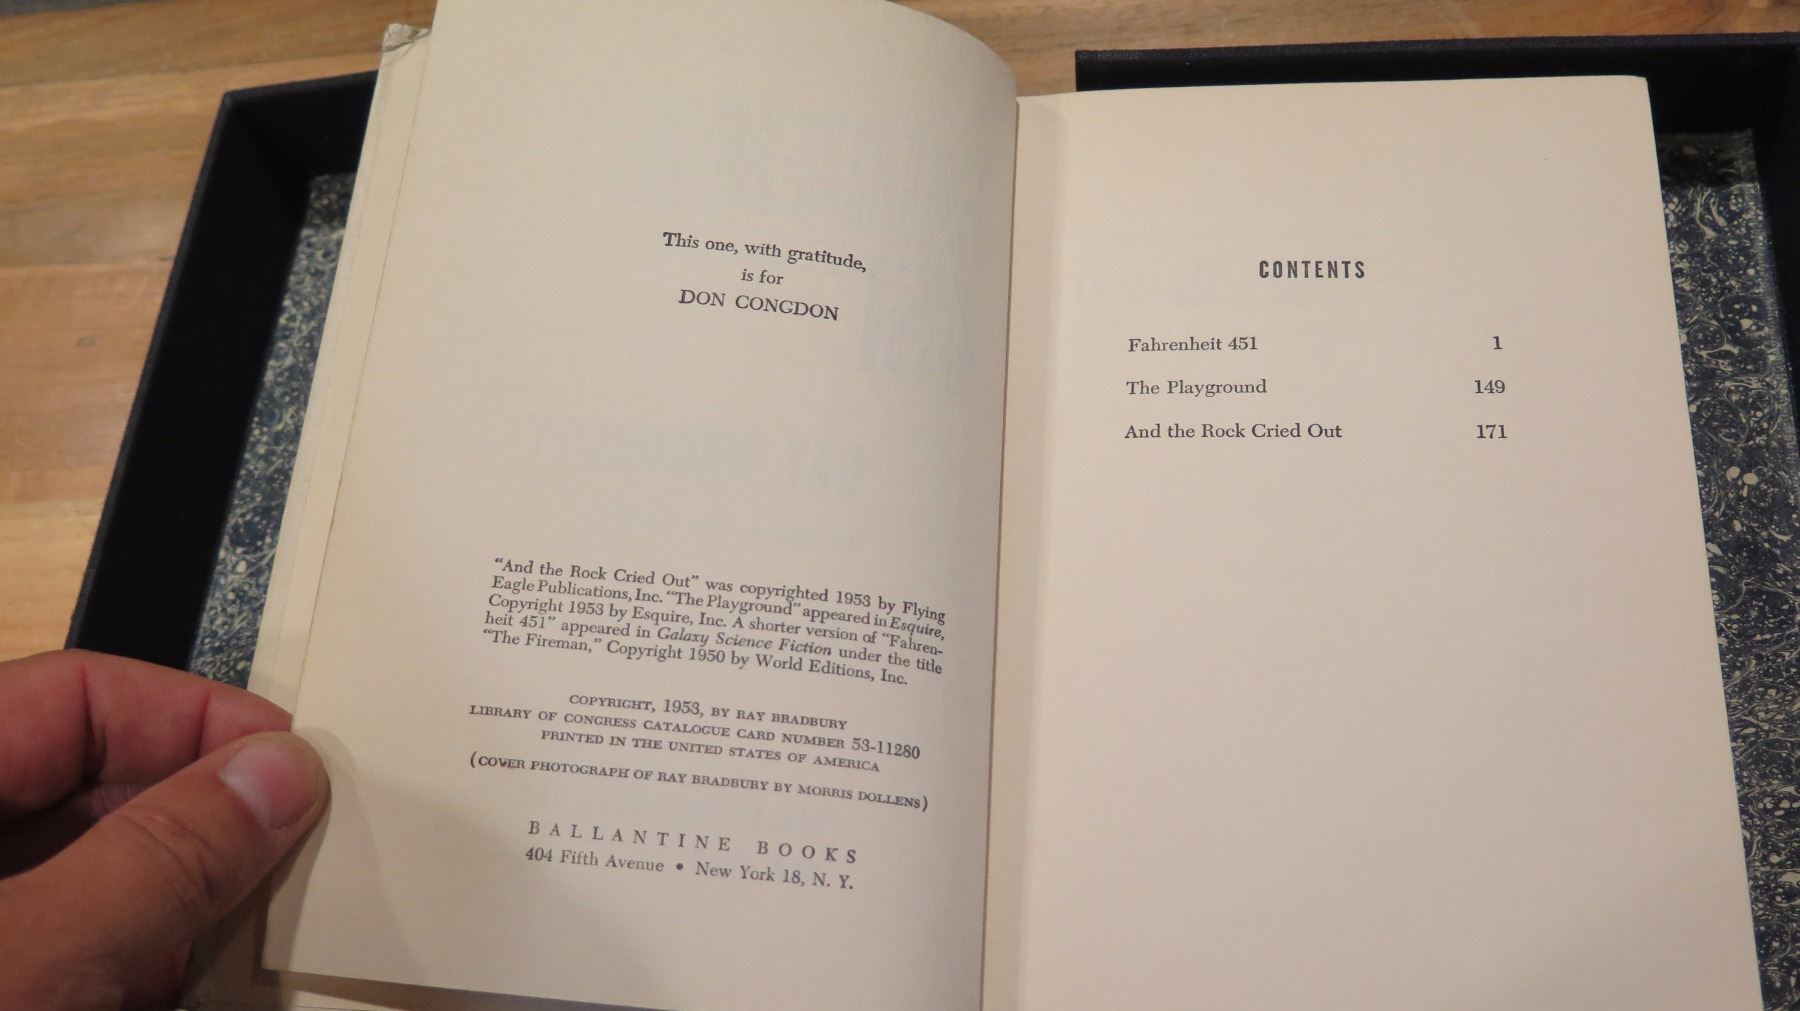 This one, with gratitude,
is for
DON CONGDON
“And the Rock Cried Out” was copyrighted 1953 by Flying
Eagle Publications, Inc. “The Playground” appeared in Esquire,
Copyright 1953 by Esquire, Inc. A shorter version of “Fahren-
heit 451” appeared in Galaxy Science Fiction under the title
“The Fireman,” Copyright 1950 by World Editions, Inc.
COPYRIGHT, 1953, BY RAY BRADBURY
LIBRARY OF CONGRESS CATALOGUE CARD NUMBER 53-11280
PRINTED IN THE UNITED STATES OF AMERICA
(COVER PHOTOGRAPH OF RAY BRADBURY BY MORRIS DOLLENS)
BALLANTINE BOOKS
404 Fifth Avenue • New York 18, N. Y.
CONTENTS
Fahrenheit 451 1
The Playground 149
And the Rock Cried Out 171